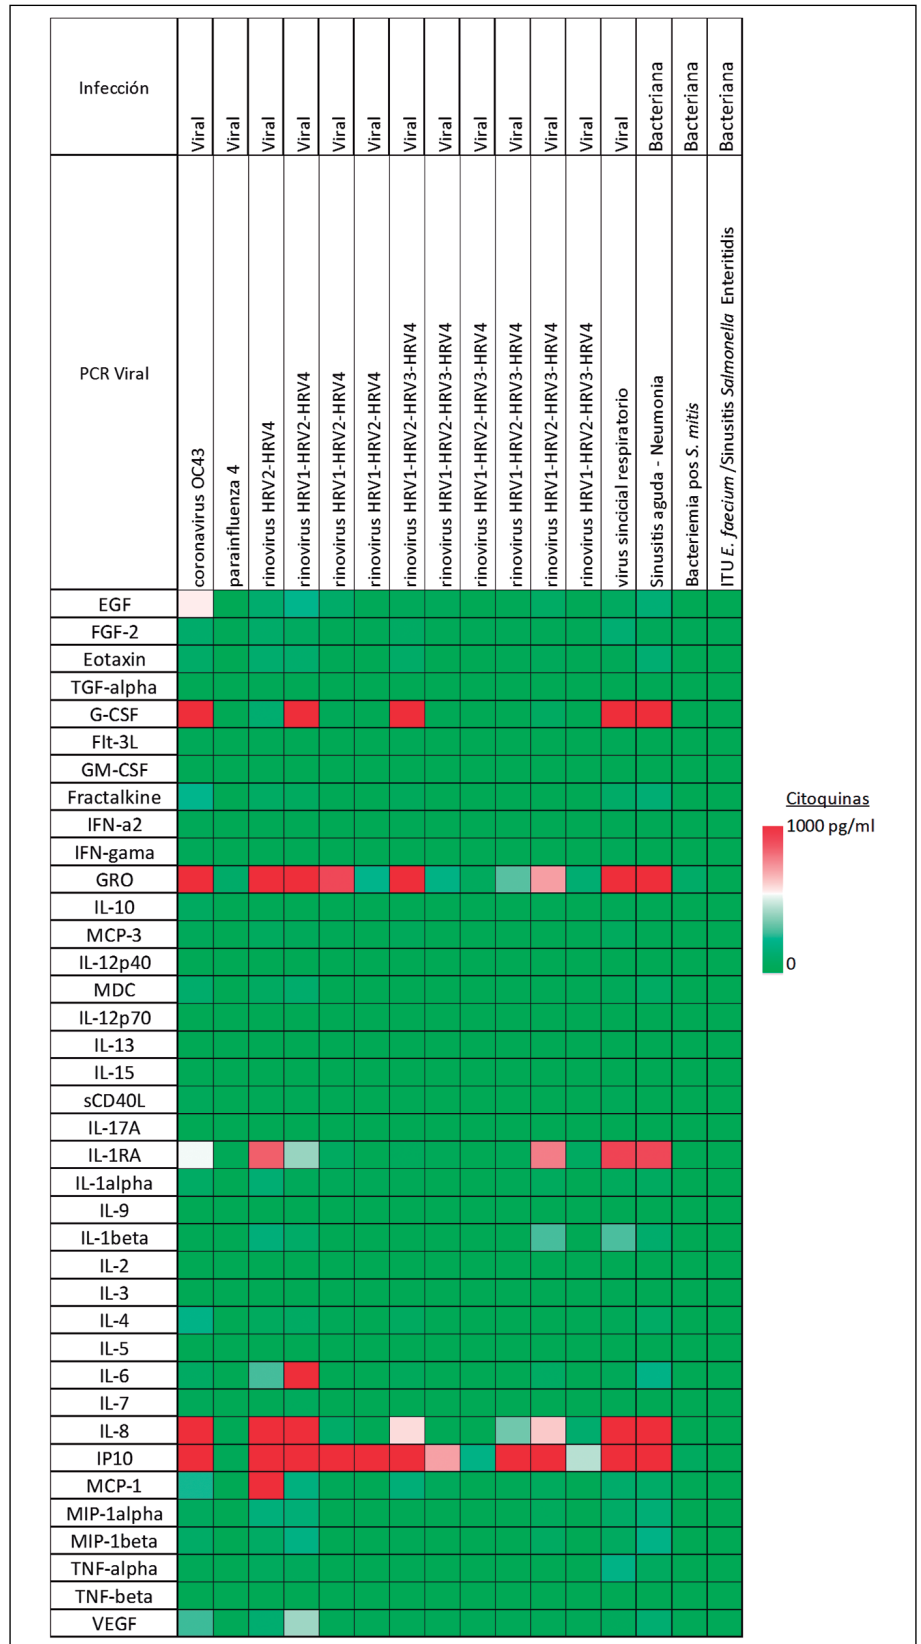 Infección
Viral
Viral
Viral
Viral
Viral
Viral
Viral
Viral
Viral
Viral
Viral
Viral
Viral
Bacteriana
Bacteriana
Bacteriana
PCR Viral
coronavirus OC43
parainfluenza 4
rinovirus HRV2-HRV4
rinovirus HRV1-HRV2-HRV4
rinovirus HRV1-HRV2-HRV4
rinovirus HRV1-HRV2-HRV4
rinovirus HRV1-HRV2-HRV3-HRV4
rinovirus HRV1-HRV2-HRV3-HRV4
rinovirus HRV1-HRV2-HRV3-HRV4
rinovirus HRV1-HRV2-HRV3-HRV4
rinovirus HRV1-HRV2-HRV3-HRV4
rinovirus HRV1-HRV2-HRV3-HRV4
virus sincicial respiratorio
Sinusitis aguda - Neumonia
Bacteriemia pos S. mitis
ITU E. faecium /Sinusitis Salmonella Enteritidis
EGF
FGF-2
Eotaxin
TGF-alpha
G-CSF
Flt-3L
GM-CSF
Fractalkine
IFN-a2
IFN-gama
GRO
IL-10
MCP-3
IL-12p40
MDC
IL-12p70
IL-13
IL-15
sCD40L
IL-17A
IL-1RA
IL-1alpha
IL-9
IL-1beta
IL-2
IL-3
IL-4
IL-5
IL-6
IL-7
IL-8
IP10
MCP-1
MIP-1alpha
MIP-1beta
TNF-alpha
TNF-beta
VEGF
Citoquinas
1000 pg/ml
0